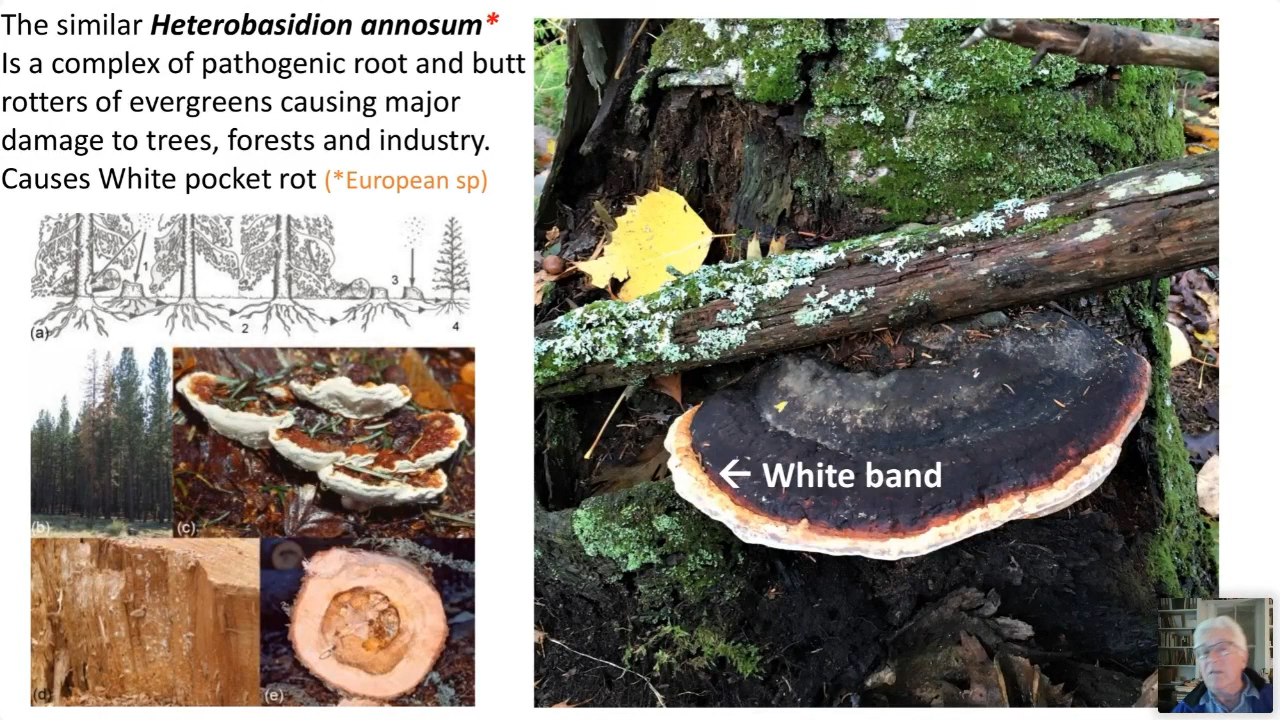 The similar Heterobasidion annosum*
Is a complex of pathogenic root and butt
rotters of evergreens causing major
damage to trees, forests and industry.
Causes White pocket rot (*European sp)
1
3
(a)
2
4
(b)
(c)
(d)
(e)
← White band